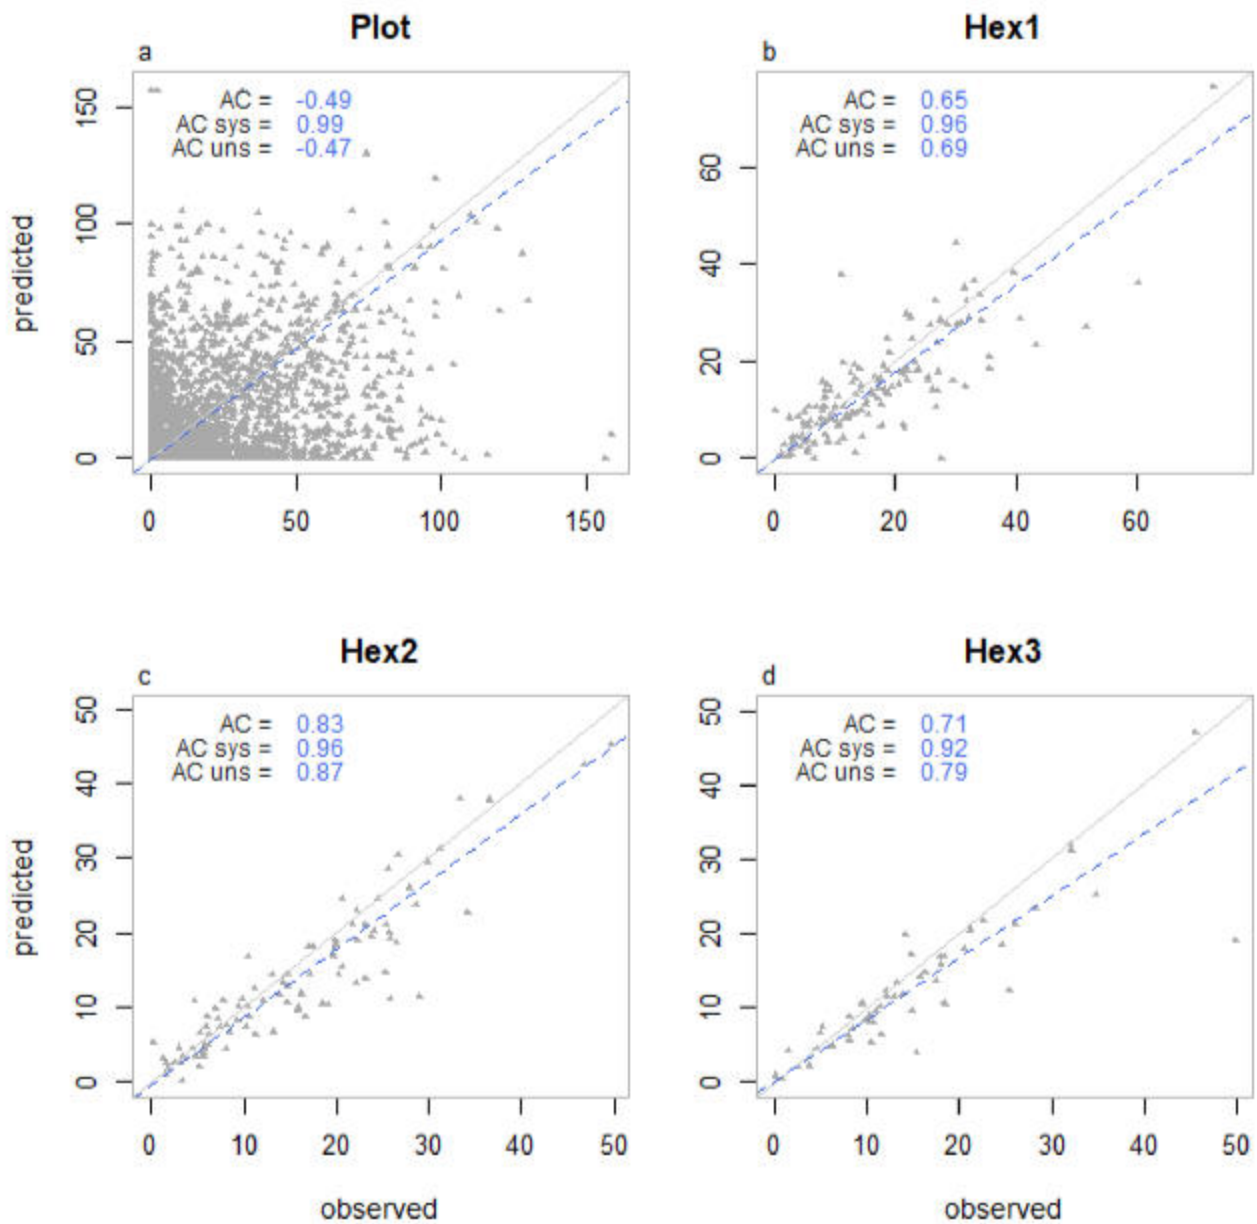 Plot
a
AC = -0.49
AC sys = 0.99
AC uns = -0.47
predicted
0 50 100 150
0 50 100 150
Hex1
b
AC = 0.65
AC sys = 0.96
AC uns = 0.69
0 20 40 60
0 20 40 60
Hex2
c
AC = 0.83
AC sys = 0.96
AC uns = 0.87
predicted
0 10 20 30 40 50
0 10 20 30 40 50
observed
Hex3
d
AC = 0.71
AC sys = 0.92
AC uns = 0.79
0 10 20 30 40 50
0 10 20 30 40 50
observed